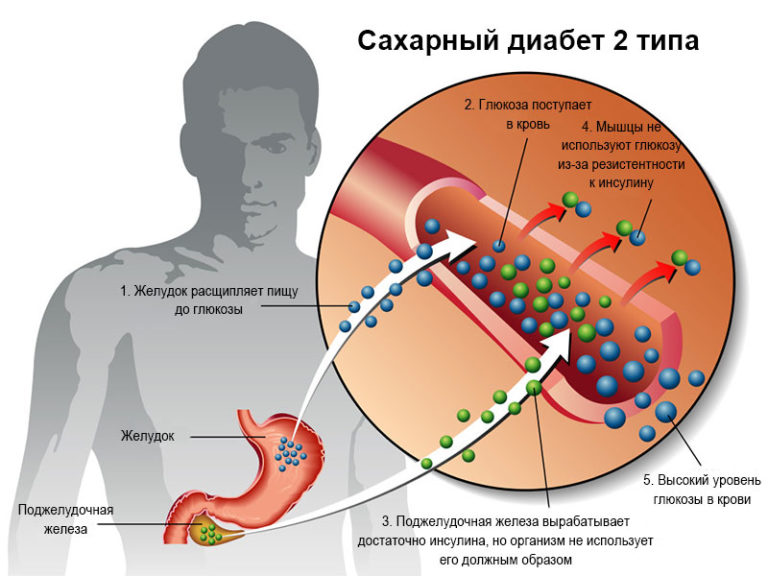 Сахарный диабет 2 типа
2. Глюкоза поступает
в кровь
4. Мышцы не
используют глюкозу
из-за резистентности
к инсулину
1. Желудок расщипляет пищу
до глюкозы
Желудок
Поджелудочная
железа
3. Поджелудочная железа вырабатывает
достаточно инсулина, но организм не использует
его должным образом
5. Высокий уровень
глюкозы в крови